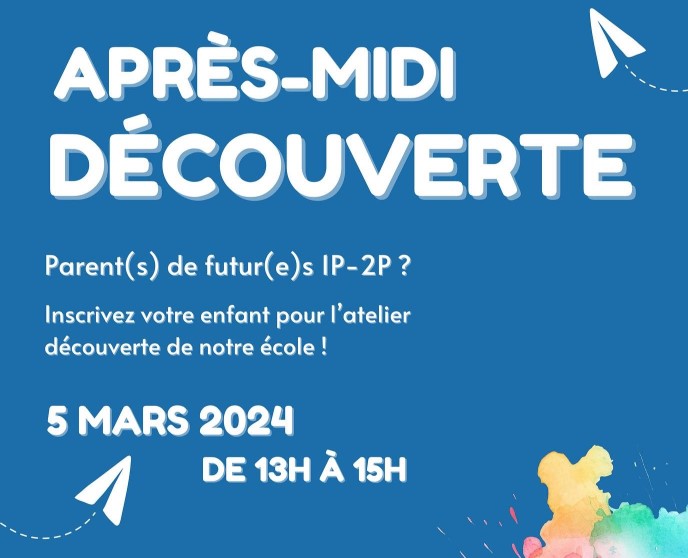 APRÈS-MIDI
DÉCOUVERTE
Parent(s) de futur(e)s 1P-2P ?
Inscrivez votre enfant pour l'atelier
découverte de notre école !
5 MARS 2024
DE 13H À 15H